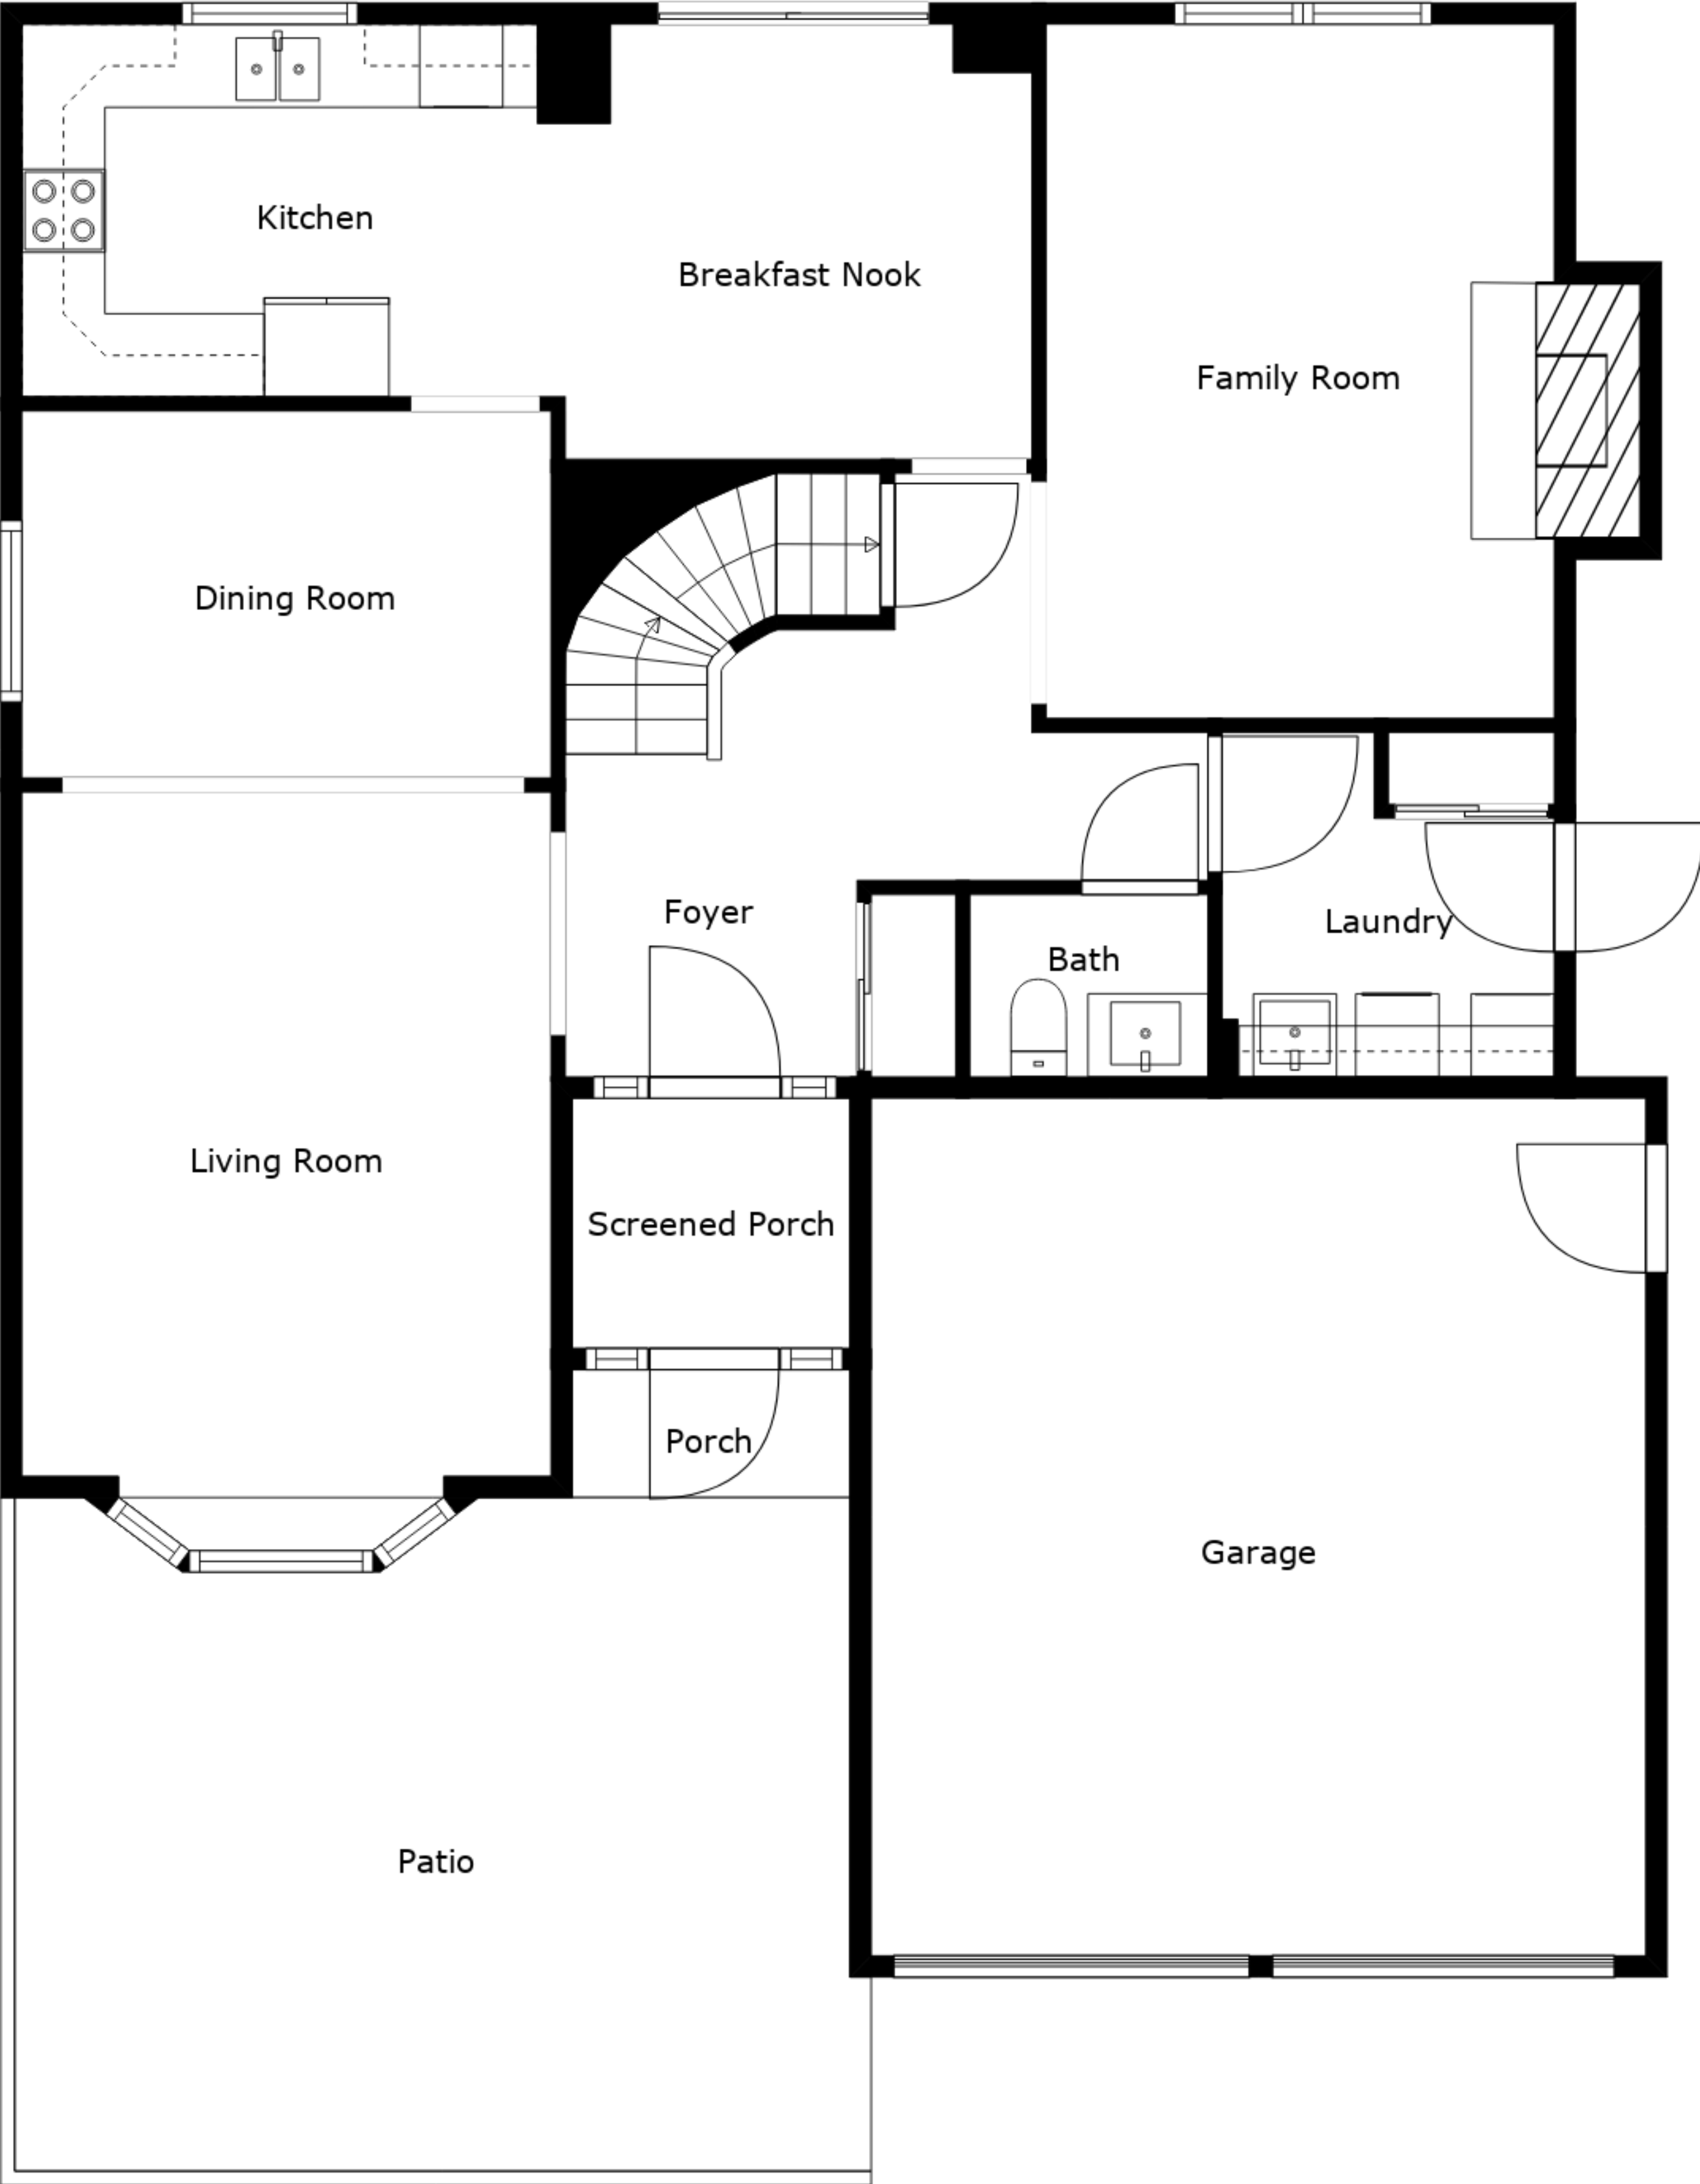 Kitchen
Breakfast Nook
Family Room
Dining Room
Foyer
Laundry
Bath
Living Room
Screened Porch
Porch
Garage
Patio